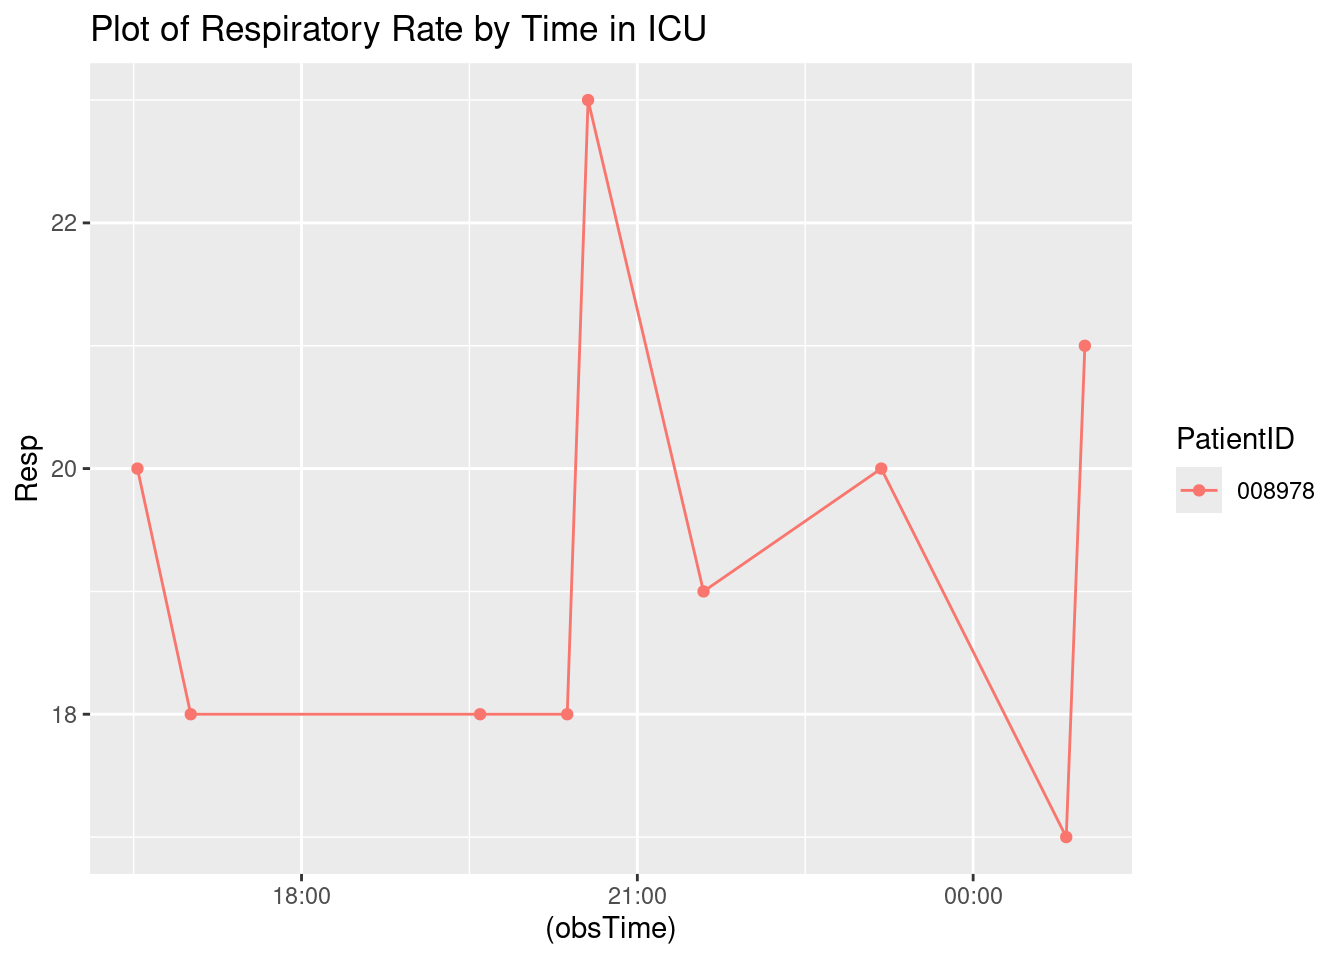 Plot of Respiratory Rate by Time in ICU
22
20
18
Resp
18:00 21:00 00:00
(obsTime)
PatientID
008978